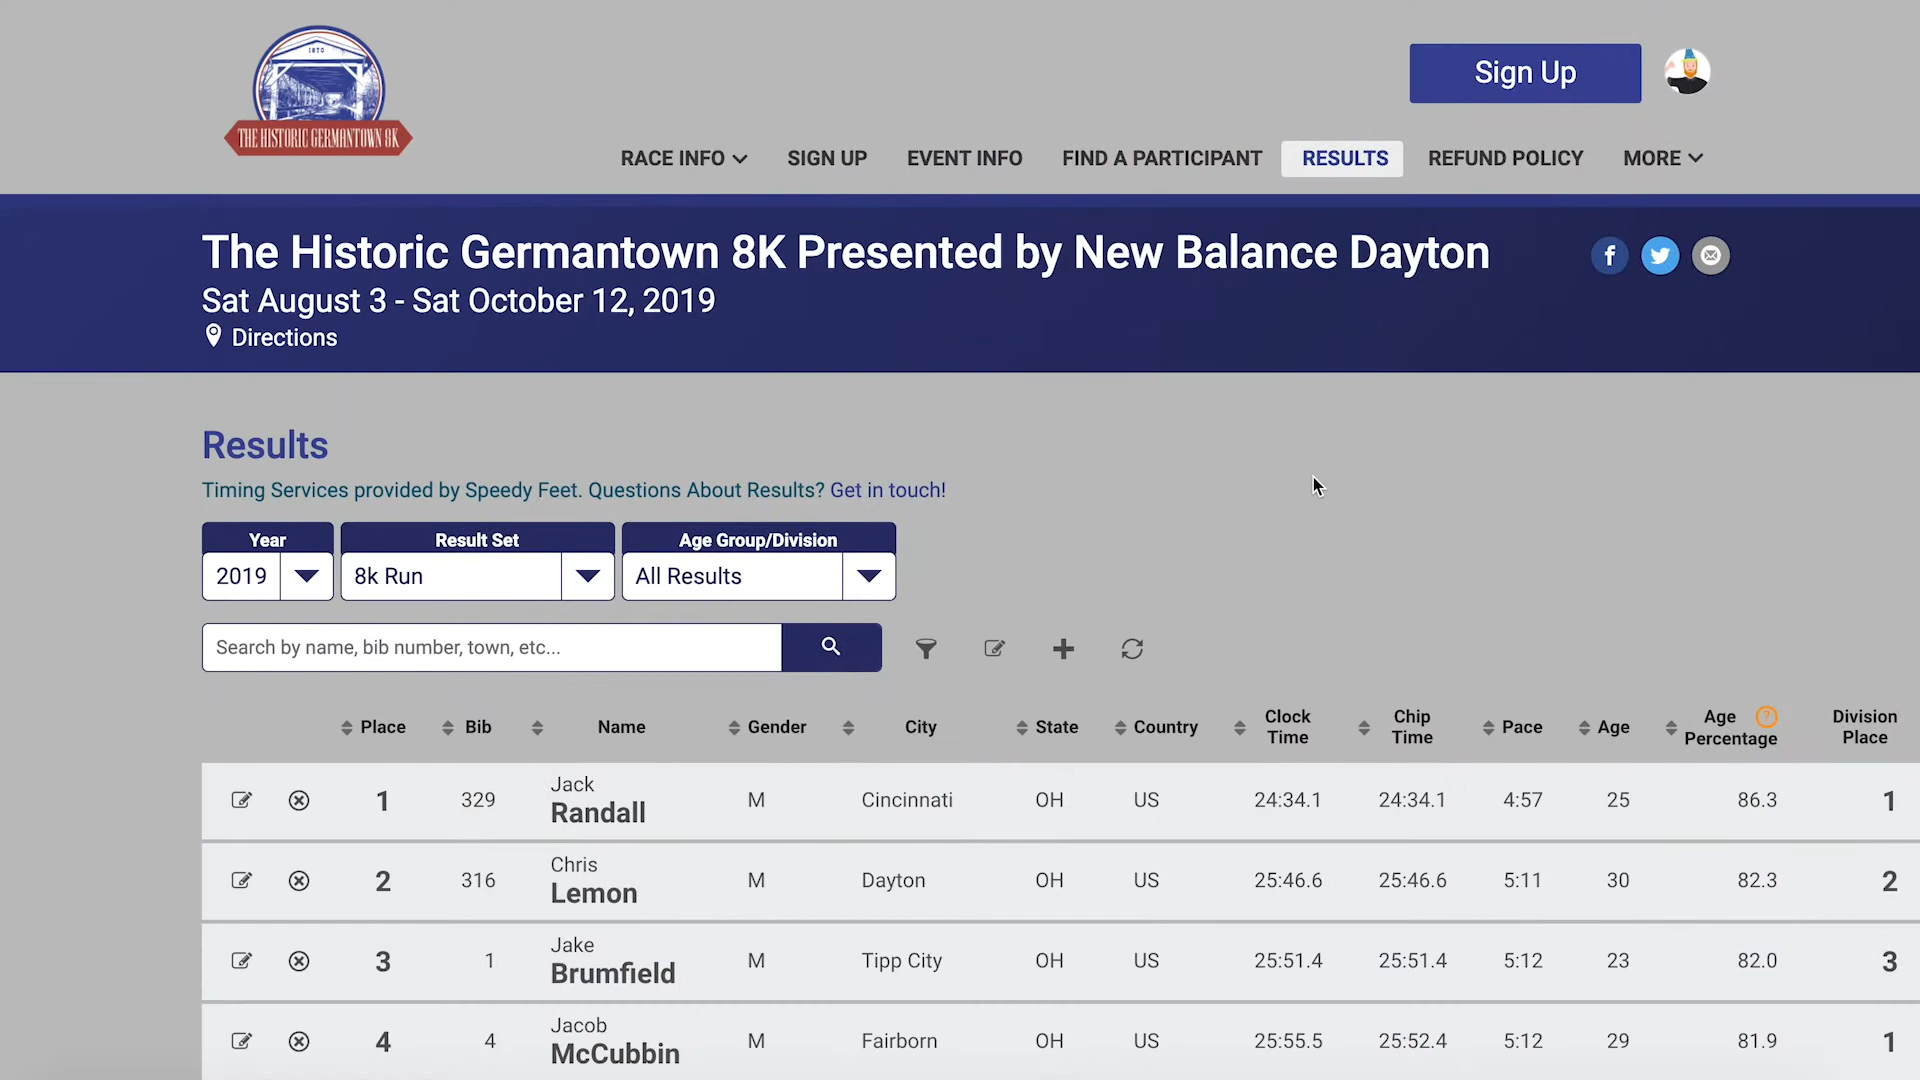 1870
THE HISTORIC GERMANTOWN 8K
Sign Up
RACE INFO
SIGN UP
EVENT INFO
FIND A PARTICIPANT
RESULTS
REFUND POLICY
MORE
The Historic Germantown 8K Presented by New Balance Dayton
Sat August 3 - Sat October 12, 2019
Directions
Results
Timing Services provided by Speedy Feet. Questions About Results? Get in touch!
Year Result Set Age Group/Division
2019 8k Run All Results
Search by name, bib number, town, etc...
Place Bib Name Gender City State Country Clock Time Chip Time Pace Age Age Percentage ? Division Place
1 329 Jack Randall M Cincinnati OH US 24:34.1 24:34.1 4:57 25 86.3 1
2 316 Chris Lemon M Dayton OH US 25:46.6 25:46.6 5:11 30 82.3 2
3 1 Jake Brumfield M Tipp City OH US 25:51.4 25:51.4 5:12 23 82.0 3
4 4 Jacob McCubbin M Fairborn OH US 25:55.5 25:52.4 5:12 29 81.9 1